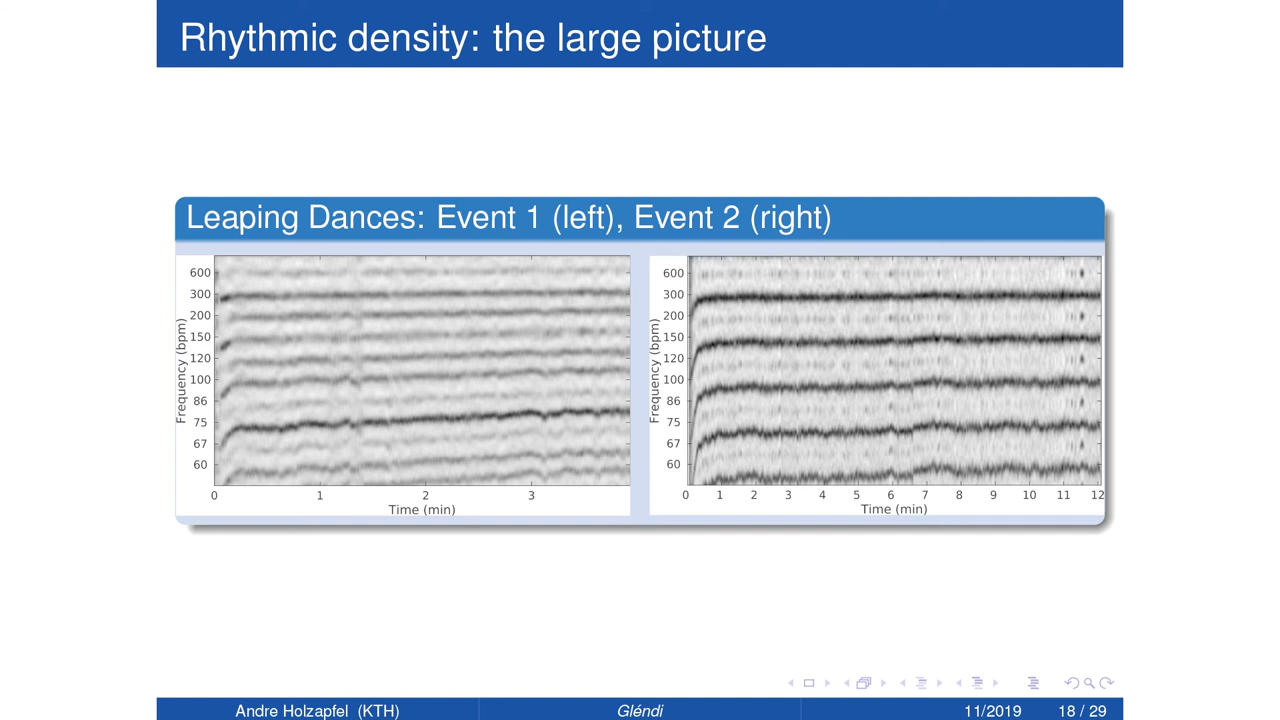 Rhythmic density: the large picture
Leaping Dances: Event 1 (left), Event 2 (right)
Frequency (bpm)
600
300
200
150
120
100
86
75
67
60
0 1 2 3
Time (min)
Frequency (bpm)
600
300
200
150
120
100
86
75
67
60
0 1 2 3 4 5 6 7 8 9 10 11 12
Time (min)
Andre Holzapfel (KTH) Gléndi 11/2019 18 / 29